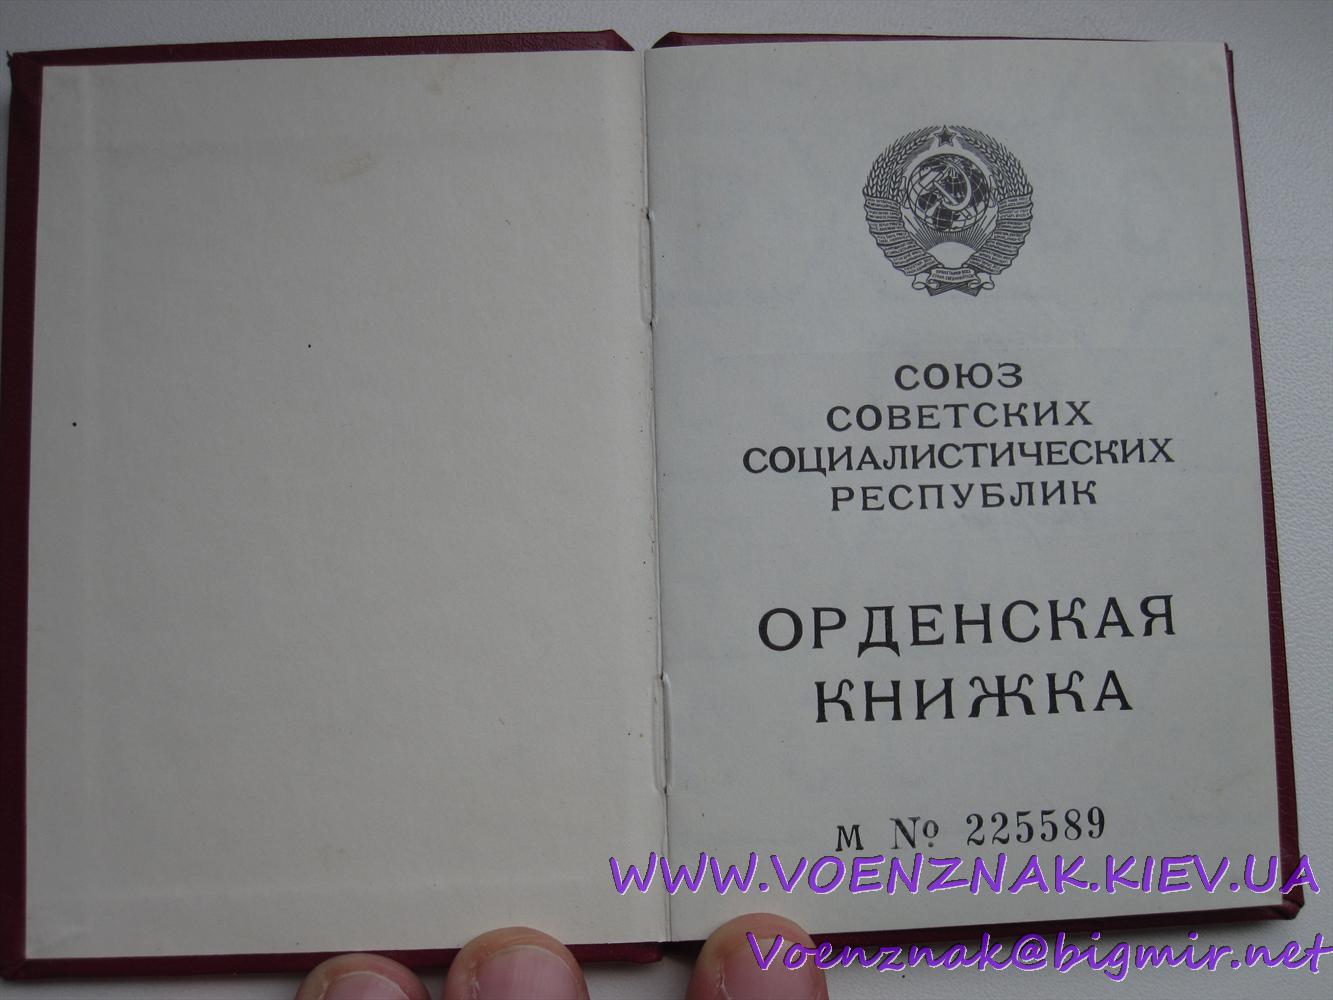 СОЮЗ
СОВЕТСКИХ
СОЦИАЛИСТИЧЕСКИХ
РЕСПУБЛИК
ОРДЕНСКАЯ
КНИЖКА
М № 225589
WWW.VOENZNAK.KIEV.UA
Voenznak@bigmir.net